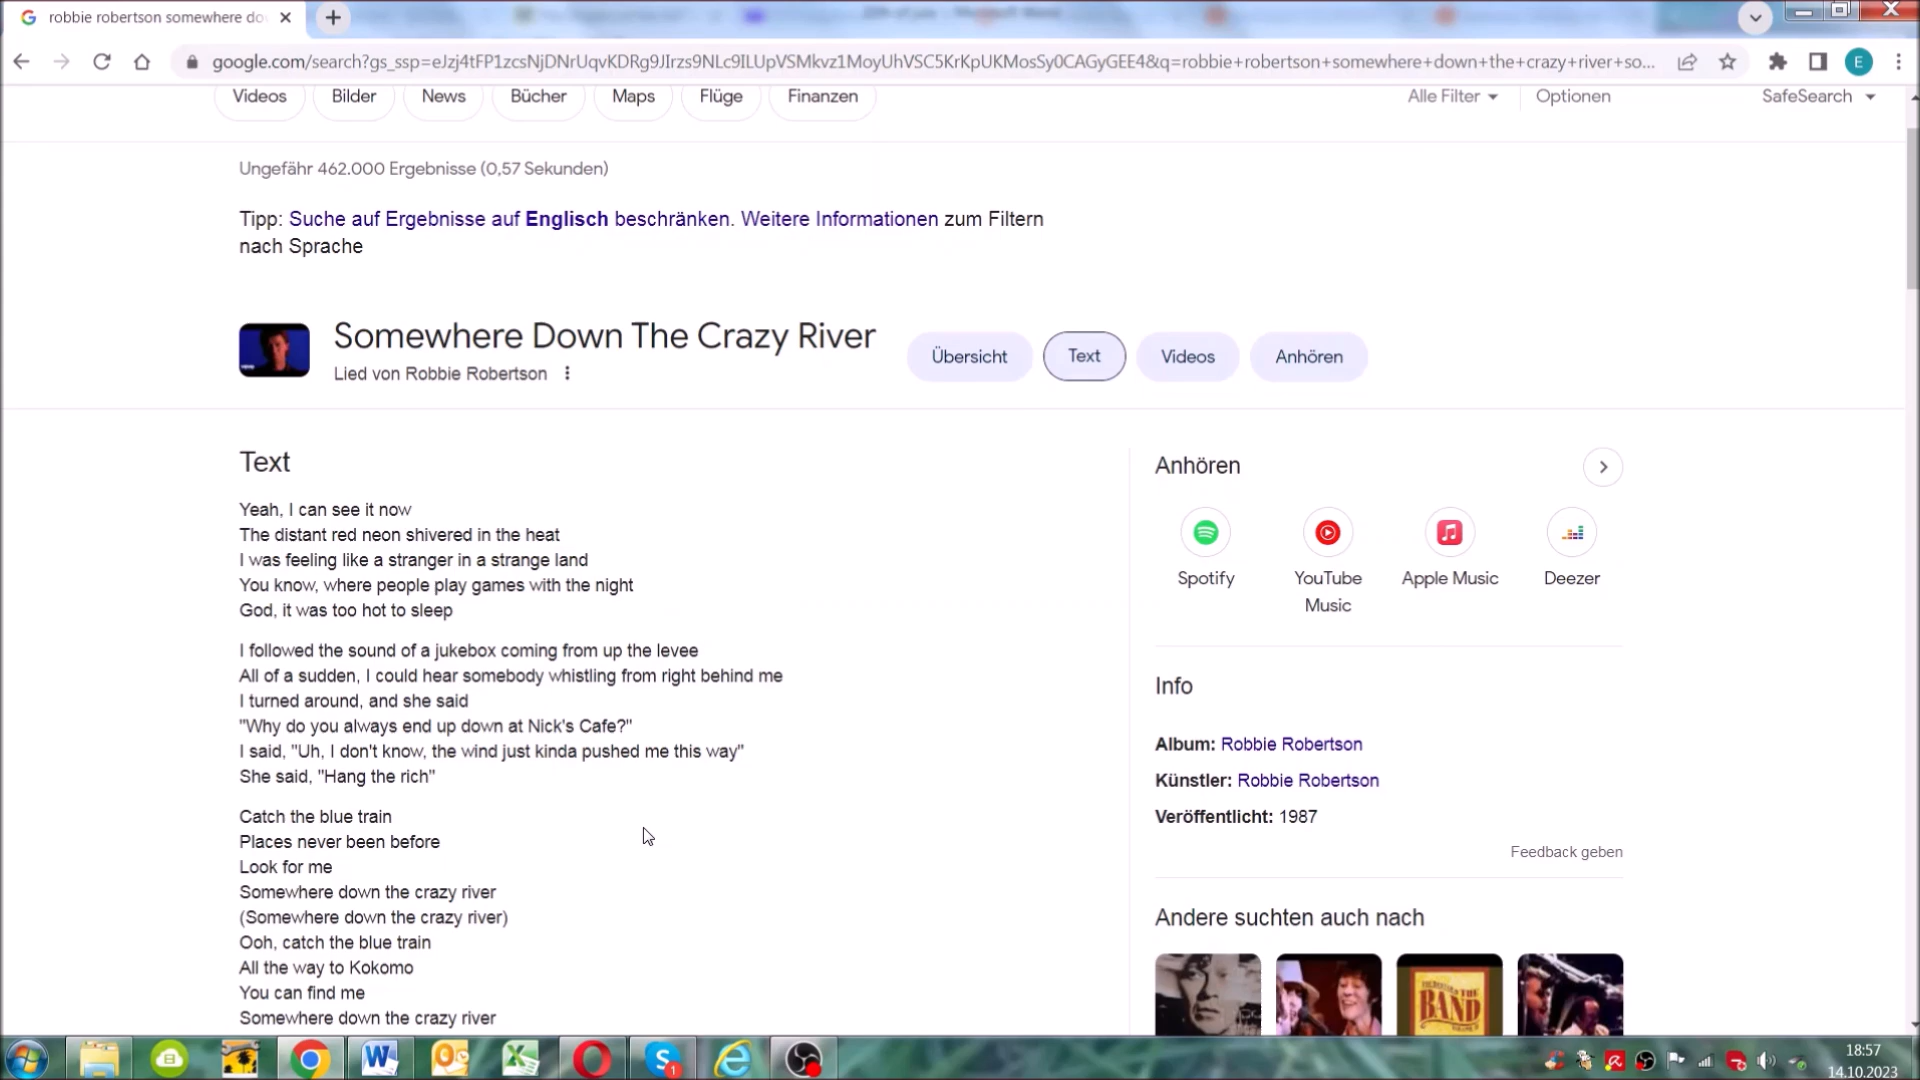 robbie robertson somewhere do
google.com/search?gs_ssp=eJzj4tFP1zcsNjDNrUqvKDRg9JIrzs9NLc9ILUpVSMkvz1MoyUhVSC5KrKpUKMosSy0CAGyGEE4&q=robbie+robertson+somewhere+down+the+crazy+river+so...
E
Videos Bilder News Bücher Maps Flüge Finanzen Alle Filter Optionen SafeSearch
Ungefähr 462.000 Ergebnisse (0,57 Sekunden)
Tipp: Suche auf Ergebnisse auf Englisch beschränken. Weitere Informationen zum Filtern
nach Sprache
Somewhere Down The Crazy River
Lied von Robbie Robertson
Übersicht Text Videos Anhören
Text
Yeah, I can see it now
The distant red neon shivered in the heat
I was feeling like a stranger in a strange land
You know, where people play games with the night
God, it was too hot to sleep
I followed the sound of a jukebox coming from up the levee
All of a sudden, I could hear somebody whistling from right behind me
I turned around, and she said
"Why do you always end up down at Nick's Cafe?"
I said, "Uh, I don't know, the wind just kinda pushed me this way"
She said, "Hang the rich"
Catch the blue train
Places never been before
Look for me
Somewhere down the crazy river
(Somewhere down the crazy river)
Ooh, catch the blue train
All the way to Kokomo
You can find me
Somewhere down the crazy river
Anhören
Spotify
YouTube
Music
Apple Music
Deezer
Info
Album: Robbie Robertson
Künstler: Robbie Robertson
Veröffentlicht: 1987
Feedback geben
Andere suchten auch nach
THE BAND
18:57
14.10.2023